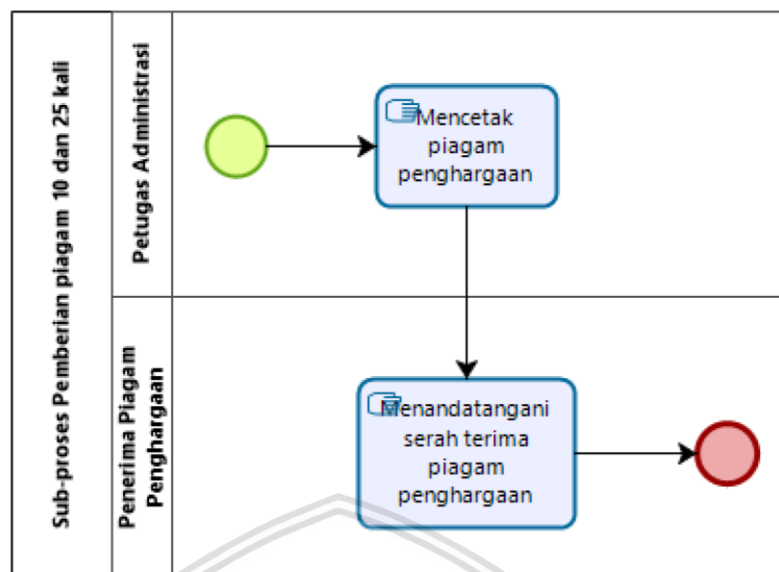 Sub-proses Pemberian piagam 10 dan 25 kali
Petugas Administrasi
Mencetak
piagam
penghargaan
Penerima Piagam
Penghargaan
Menandatangani
serah terima
piagam
penghargaan